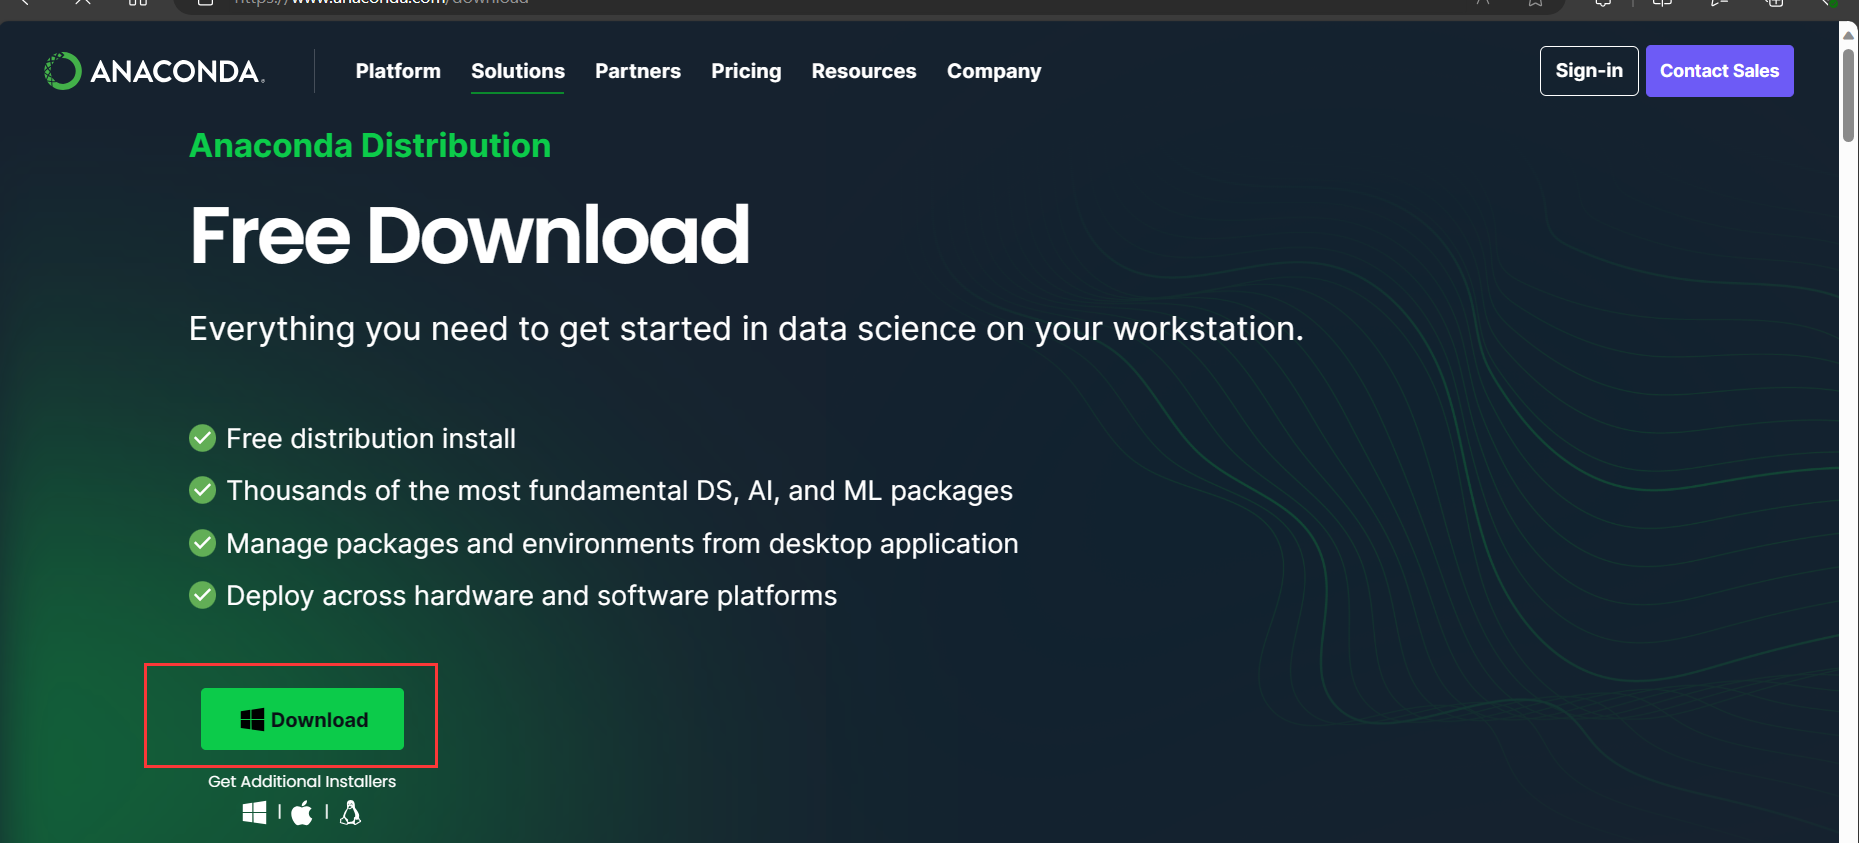 https://www.anaconda.com/download
ANACONDA.
Platform Solutions Partners Pricing Resources Company
Sign-in Contact Sales
Anaconda Distribution
Free Download
Everything you need to get started in data science on your workstation.
Free distribution install
Thousands of the most fundamental DS, AI, and ML packages
Manage packages and environments from desktop application
Deploy across hardware and software platforms
Download
Get Additional Installers